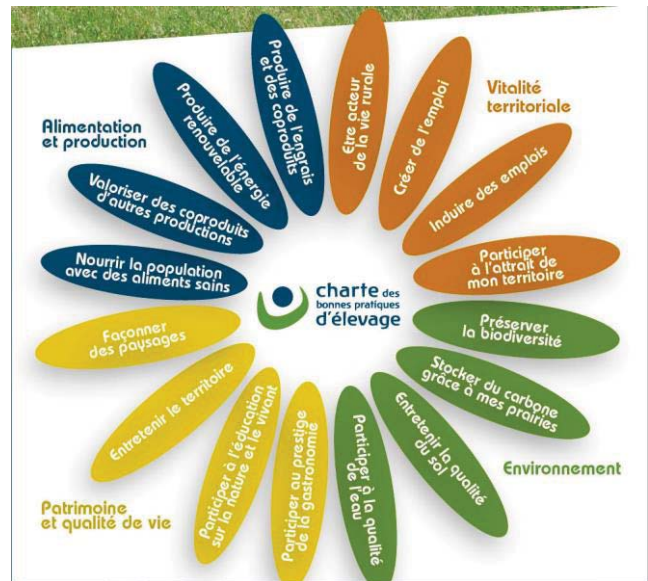 Alimentation
et production
Nourrir la population
avec des aliments sains
Valoriser des coproduits
d'autres productions
Produire de l'énergie
renouvelable
Produire de l'engrais
et des coproduits
Vitalité
territoriale
Etre acteur
de la vie rurale
Créer de l'emploi
Induire des emplois
Participer
à l'attrait de
mon territoire
charte des
bonnes pratiques
d'élevage
Environnement
Préserver
la biodiversité
Stocker du carbone
grâce à mes prairies
Entretenir la qualité
du sol
Participer à la qualité
de l'eau
Patrimoine
et qualité de vie
Participer au prestige
de la gastronomie
Participer à l'éducation
sur la nature et le vivant
Entretenir le territoire
Façonner
des paysages